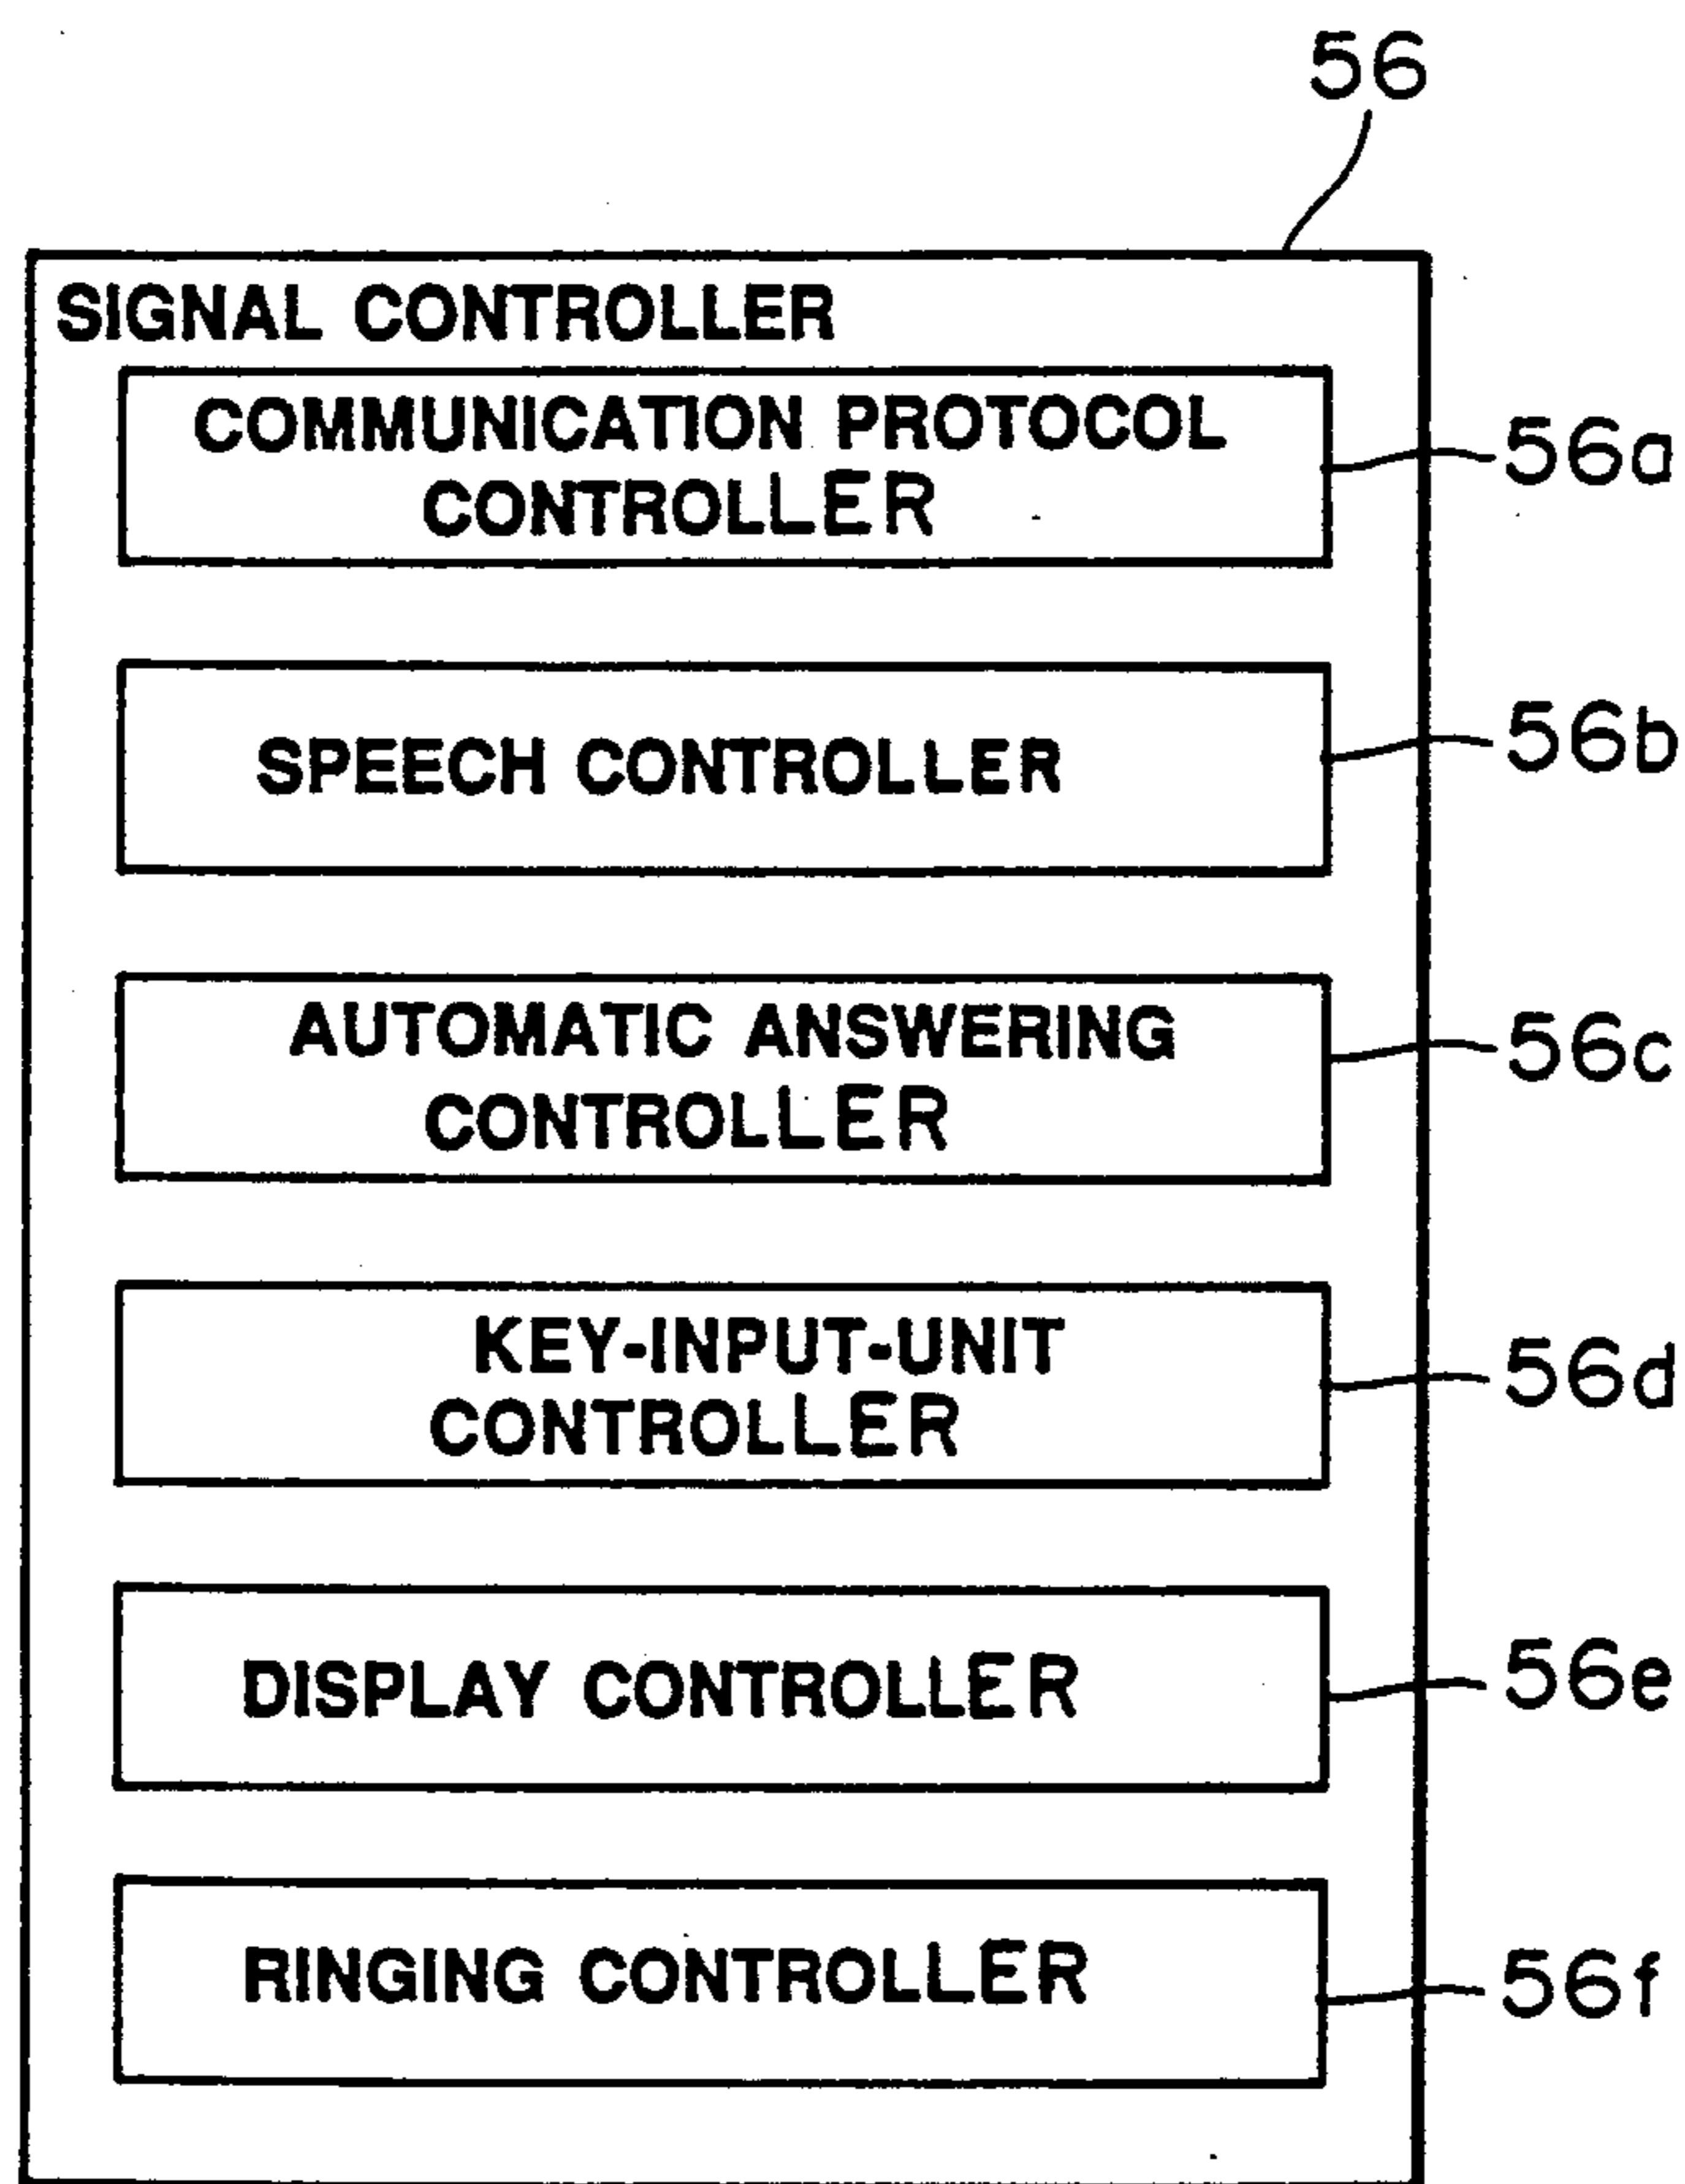 56
SIGNAL CONTROLLER
COMMUNICATION PROTOCOL
CONTROLLER
56a
SPEECH CONTROLLER
56b
AUTOMATIC ANSWERING
CONTROLLER
56c
KEY-INPUT-UNIT
CONTROLLER
56d
DISPLAY CONTROLLER
56e
RINGING CONTROLLER
56f